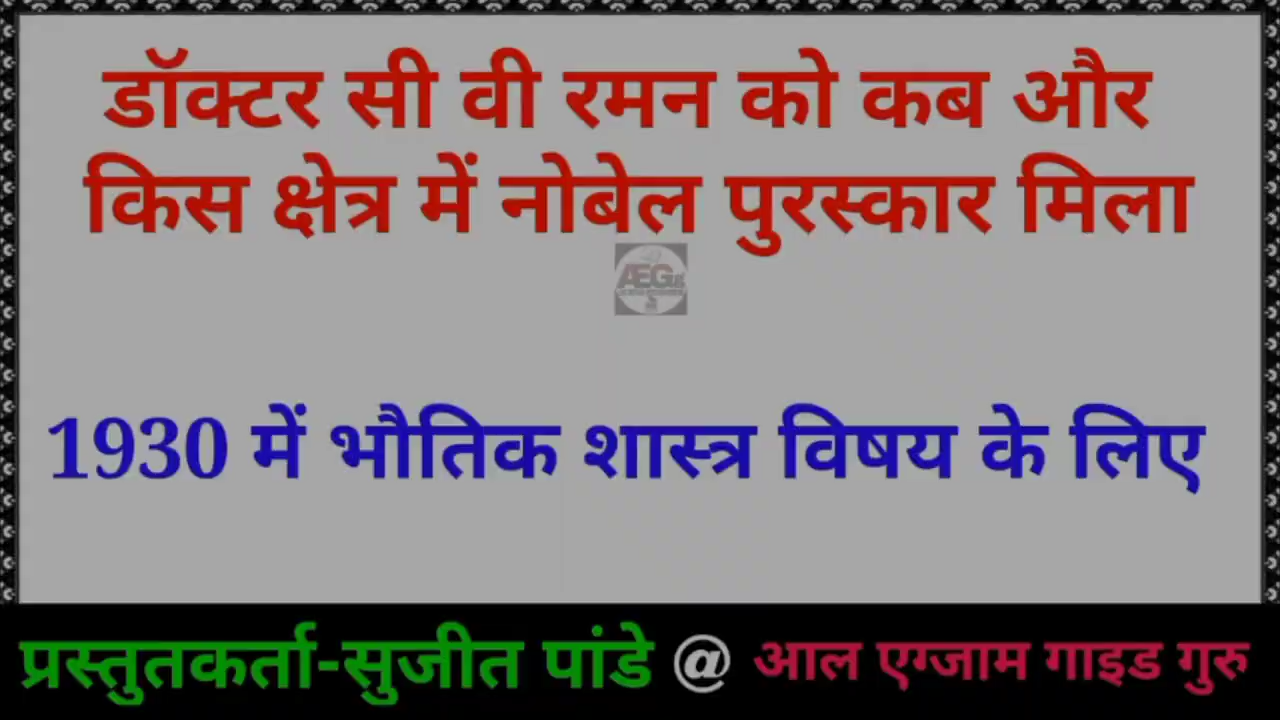 डॉक्टर सी वी रमन को कब और
किस क्षेत्र में नोबेल पुरस्कार मिला
1930 में भौतिक शास्त्र विषय के लिए
प्रस्तुतकर्ता-सुजीत पांडे @ आल एग्जाम गाइड गुरु